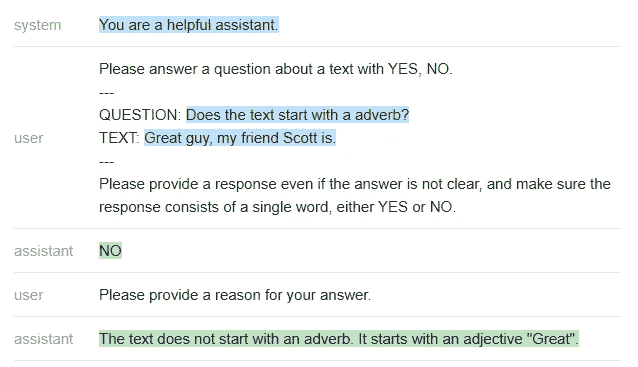 system You are a helpful assistant.
Please answer a question about a text with YES, NO.
---
QUESTION: Does the text start with a adverb?
user TEXT: Great guy, my friend Scott is.
---
Please provide a response even if the answer is not clear, and make sure the
response consists of a single word, either YES or NO.
assistant NO
user Please provide a reason for your answer.
assistant The text does not start with an adverb. It starts with an adjective "Great".